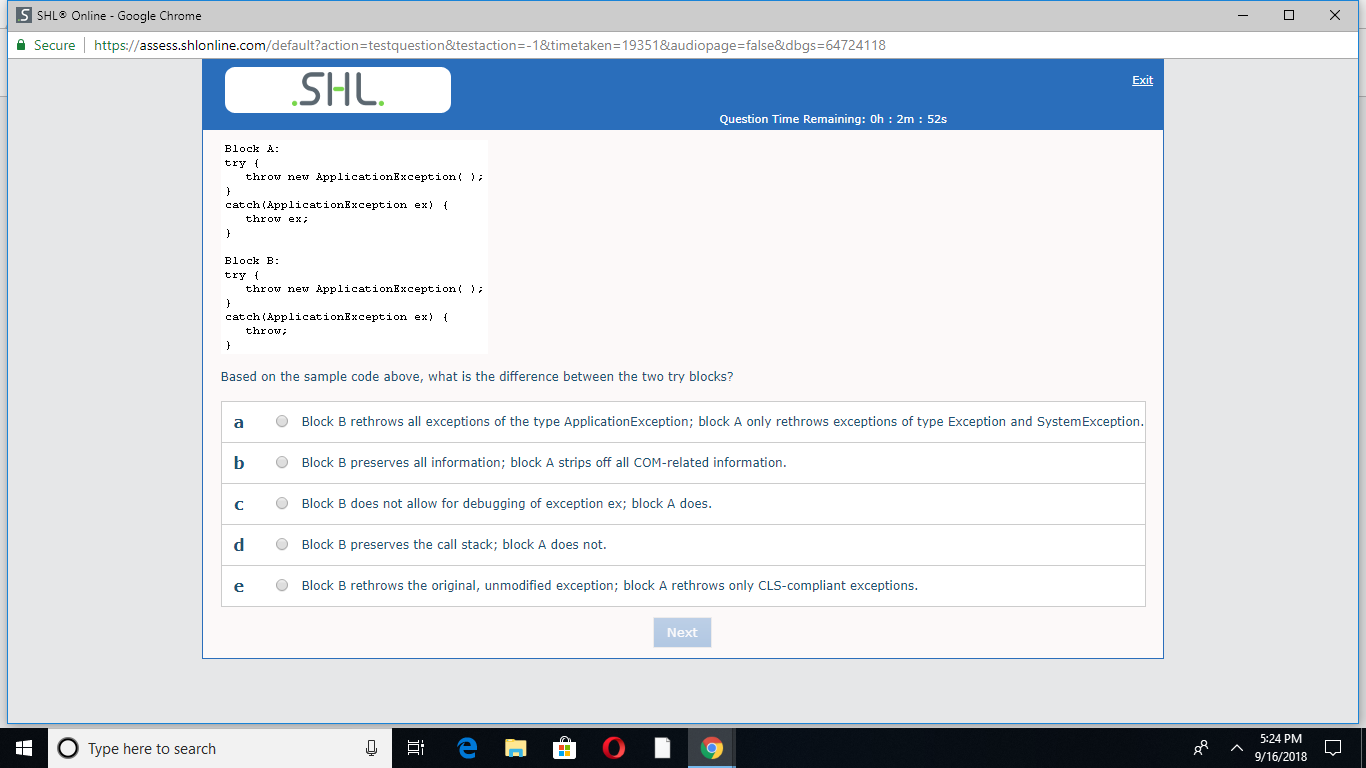 SHL® Online - Google Chrome
Secure https://assess.shlonline.com/default?action=testquestion&testaction=-1&timetaken=19351&audiopage=false&dbgs=64724118
.SHL.
Exit
Question Time Remaining: 0h : 2m : 52s
Block A:
try {
throw new ApplicationException( );
}
catch(ApplicationException ex) {
throw ex;
}
Block B:
try {
throw new ApplicationException( );
}
catch(ApplicationException ex) {
throw;
}
Based on the sample code above, what is the difference between the two try blocks?
a Block B rethrows all exceptions of the type ApplicationException; block A only rethrows exceptions of type Exception and SystemException.
b Block B preserves all information; block A strips off all COM-related information.
c Block B does not allow for debugging of exception ex; block A does.
d Block B preserves the call stack; block A does not.
e Block B rethrows the original, unmodified exception; block A rethrows only CLS-compliant exceptions.
Next
Type here to search
5:24 PM
9/16/2018